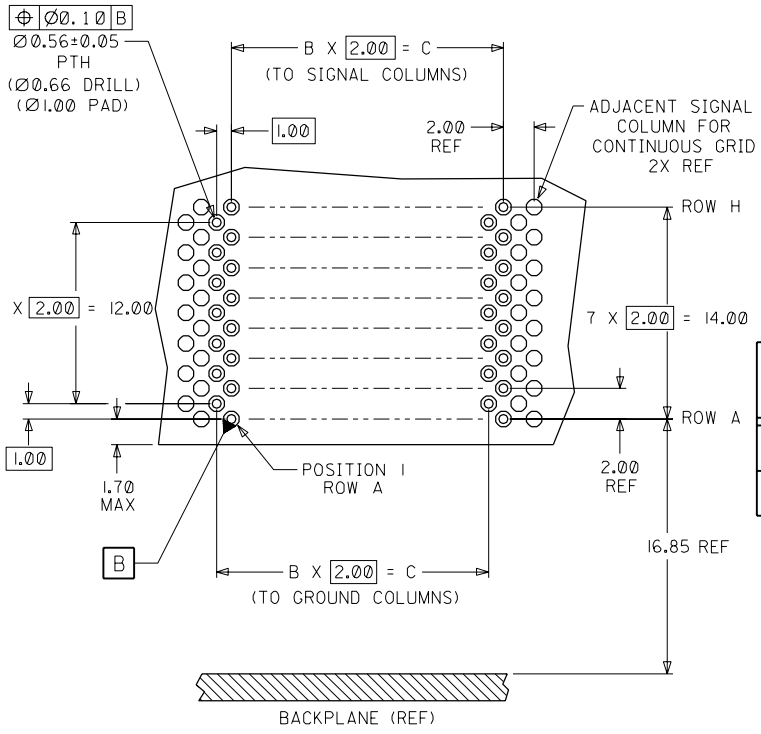 ⌖ Ø0.10 B
Ø0.56±0.05
PTH
(Ø0.66 DRILL)
(Ø1.00 PAD)
B X 2.00 = C
(TO SIGNAL COLUMNS)
1.00
2.00
REF
ADJACENT SIGNAL
COLUMN FOR
CONTINUOUS GRID
2X REF
ROW H
X 2.00 = 12.00
7 X 2.00 = 14.00
ROW A
1.00
1.70
MAX
POSITION 1
ROW A
2.00
REF
B
B X 2.00 = C
(TO GROUND COLUMNS)
16.85 REF
BACKPLANE (REF)